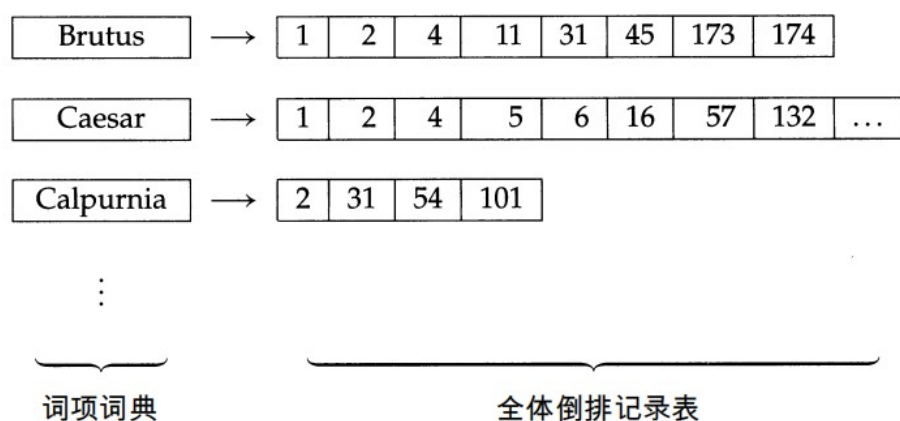 Brutus → 1 2 4 11 31 45 173 174
Caesar → 1 2 4 5 6 16 57 132 ...
Calpurnia → 2 31 54 101
⋮
词项词典 全体倒排记录表